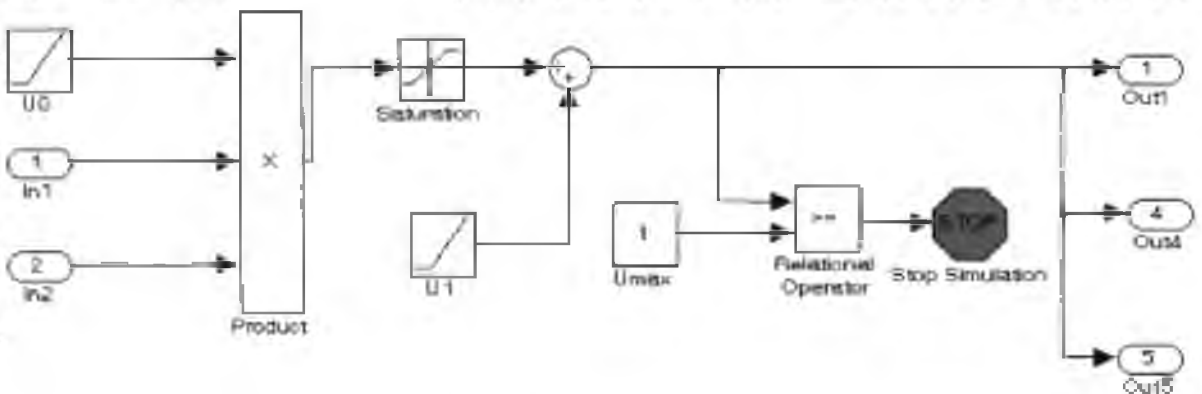 U0
1
In1
2
In2
X
Product
Saturation
+
U1
1
Umax
>=
Relational
Operator
STOP
Stop Simulation
1
Out1
4
Out4
5
Out5